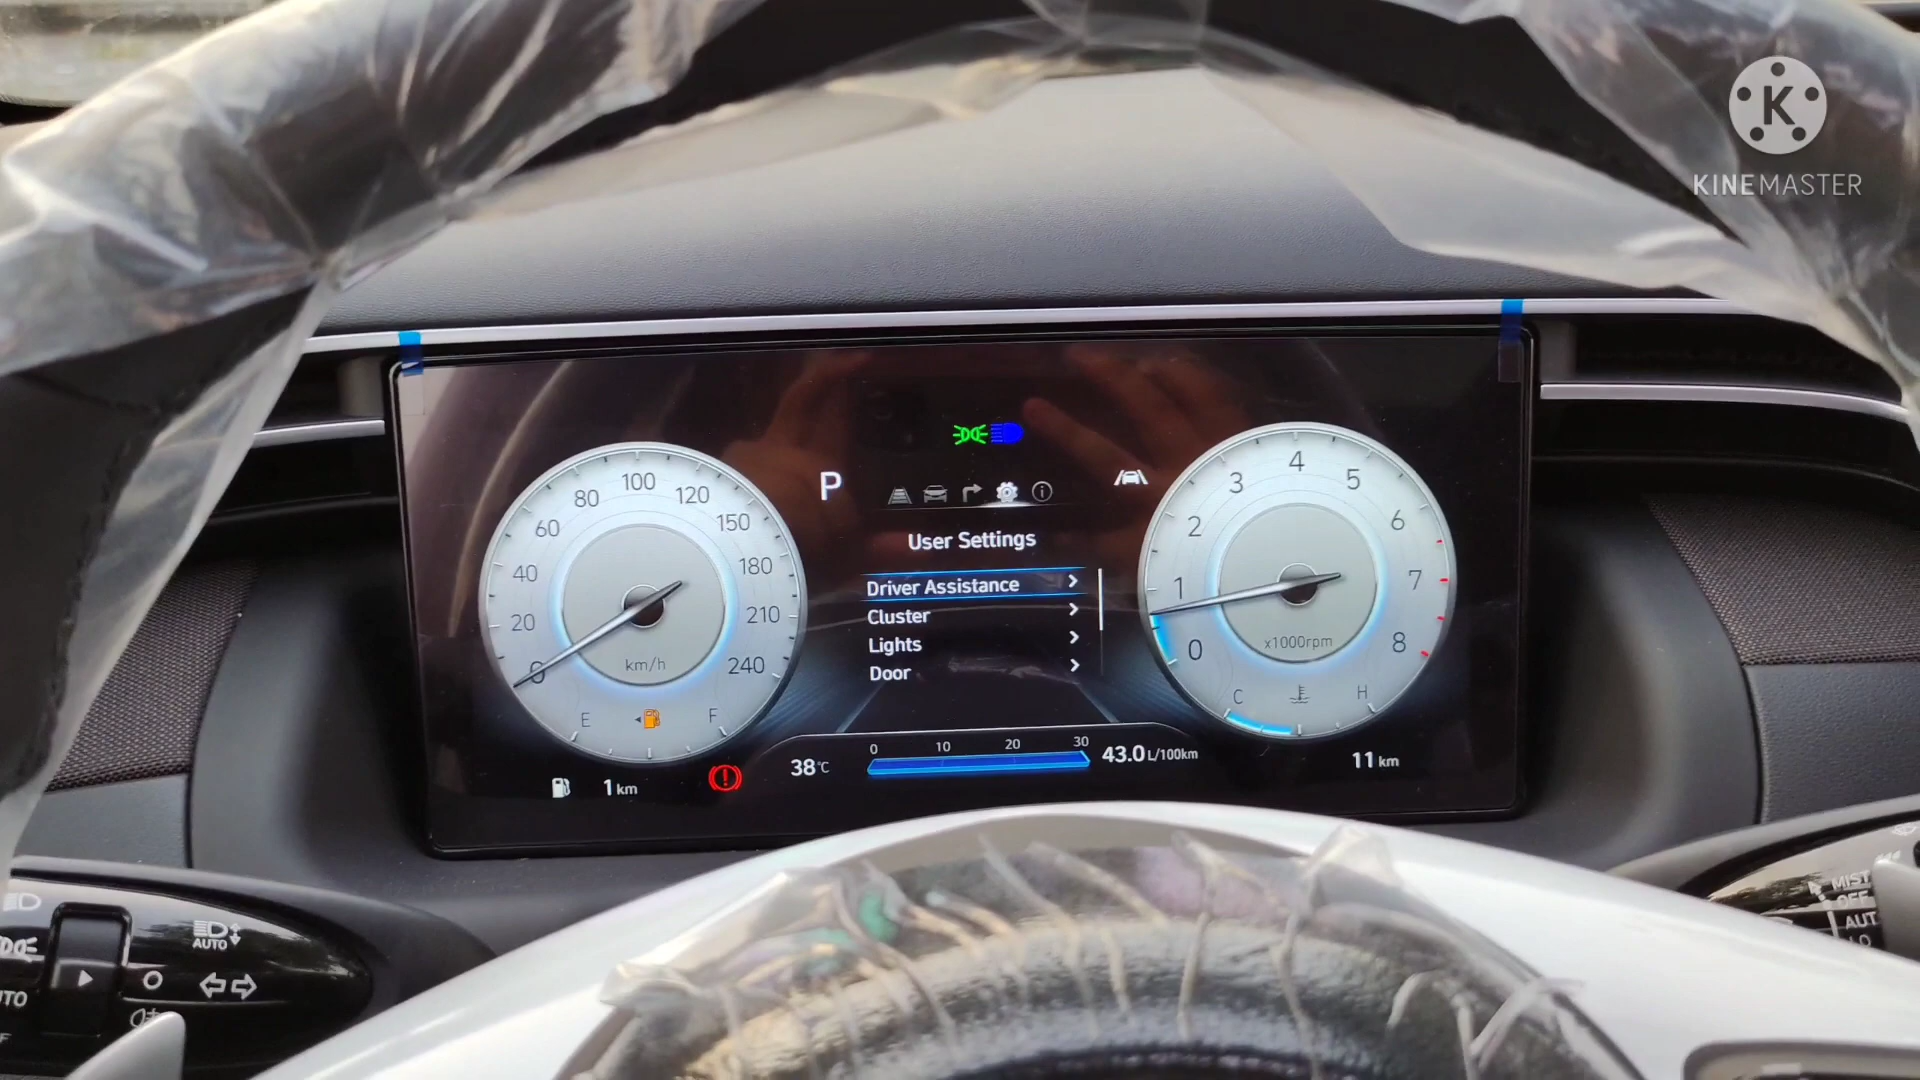 K
KINEMASTER
P
User Settings
Driver Assistance
Cluster
Lights
Door
0
20
40
60
80
100
120
150
180
210
240
km/h
E
F
0
1
2
3
4
5
6
7
8
x1000rpm
C
H
1 km
38°C
0 10 20 30
43.0 L/100km
11 km
AUTO
MIST
OFF